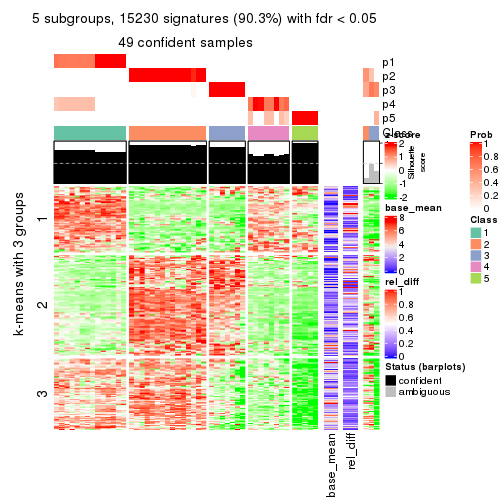 5 subgroups, 15230 signatures (90.3%) with fdr < 0.05
49 confident samples
p1
p2
p3
p4
p5
Class
Silhouette
score
z-score
2
1
0
-1
-2
base_mean
8
6
4
2
0
rel_diff
1
0.8
0.6
0.4
0.2
0
Status (barplots)
confident
ambiguous
Prob
1
0.8
0.6
0.4
0.2
0
Class
1
2
3
4
5
k-means with 3 groups
1
2
3
base_mean
rel_diff